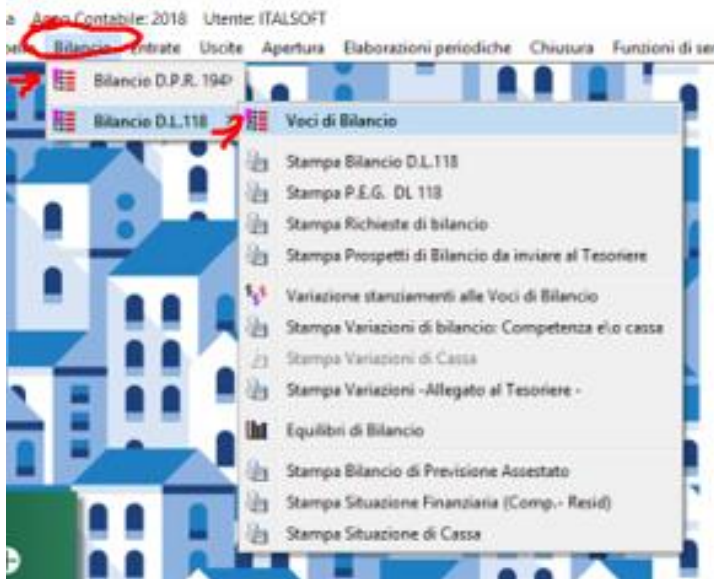 Anno Contabile: 2018 Utente: ITALSOFT
Bilancio Entrate Uscite Apertura Elaborazioni periodiche Chiusura Funzioni di
Bilancio D.P.R. 194
Bilancio D.L.118
Voci di Bilancio
Stampa Bilancio D.L.118
Stampa P.E.G. DL 118
Stampa Richieste di bilancio
Stampa Prospetti di Bilancio da inviare al Tesoriere
Variazione stanziamenti alle Voci di Bilancio
Stampa Variazioni di bilancio: Competenza e\o cassa
Stampa Variazioni di Cassa
Stampa Variazioni -Allegato al Tesoriere -
Equilibri di Bilancio
Stampa Bilancio di Previsione Assestato
Stampa Situazione Finanziaria (Comp.- Resid)
Stampa Situazione di Cassa